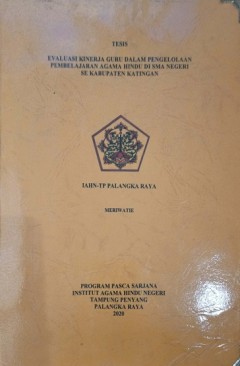 TESIS
EVALUASI KINERJA GURU DALAM PENGELOLAAN
PEMBELAJARAN AGAMA HINDU DI SMA NEGERI
SE KABUPATEN KATINGAN
IAHN-TP PALANGKA RAYA
MERIWATIE
PROGRAM PASCA SARJANA
INSTITUT AGAMA HINDU NEGERI
TAMPUNG PENYANG
PALANGKA RAYA
2020